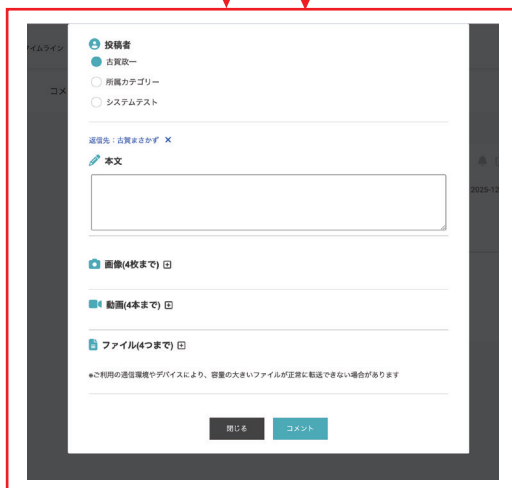 イムライン
コメ
投稿者
古賀政一
所属カテゴリー
システムテスト
返信先：古賀まさかず ×
本文
2025-12
画像(4枚まで)
動画(4本まで)
ファイル(4つまで)
※ご利用の通信環境やデバイスにより、容量の大きいファイルが正常に転送できない場合があります
閉じる
コメント